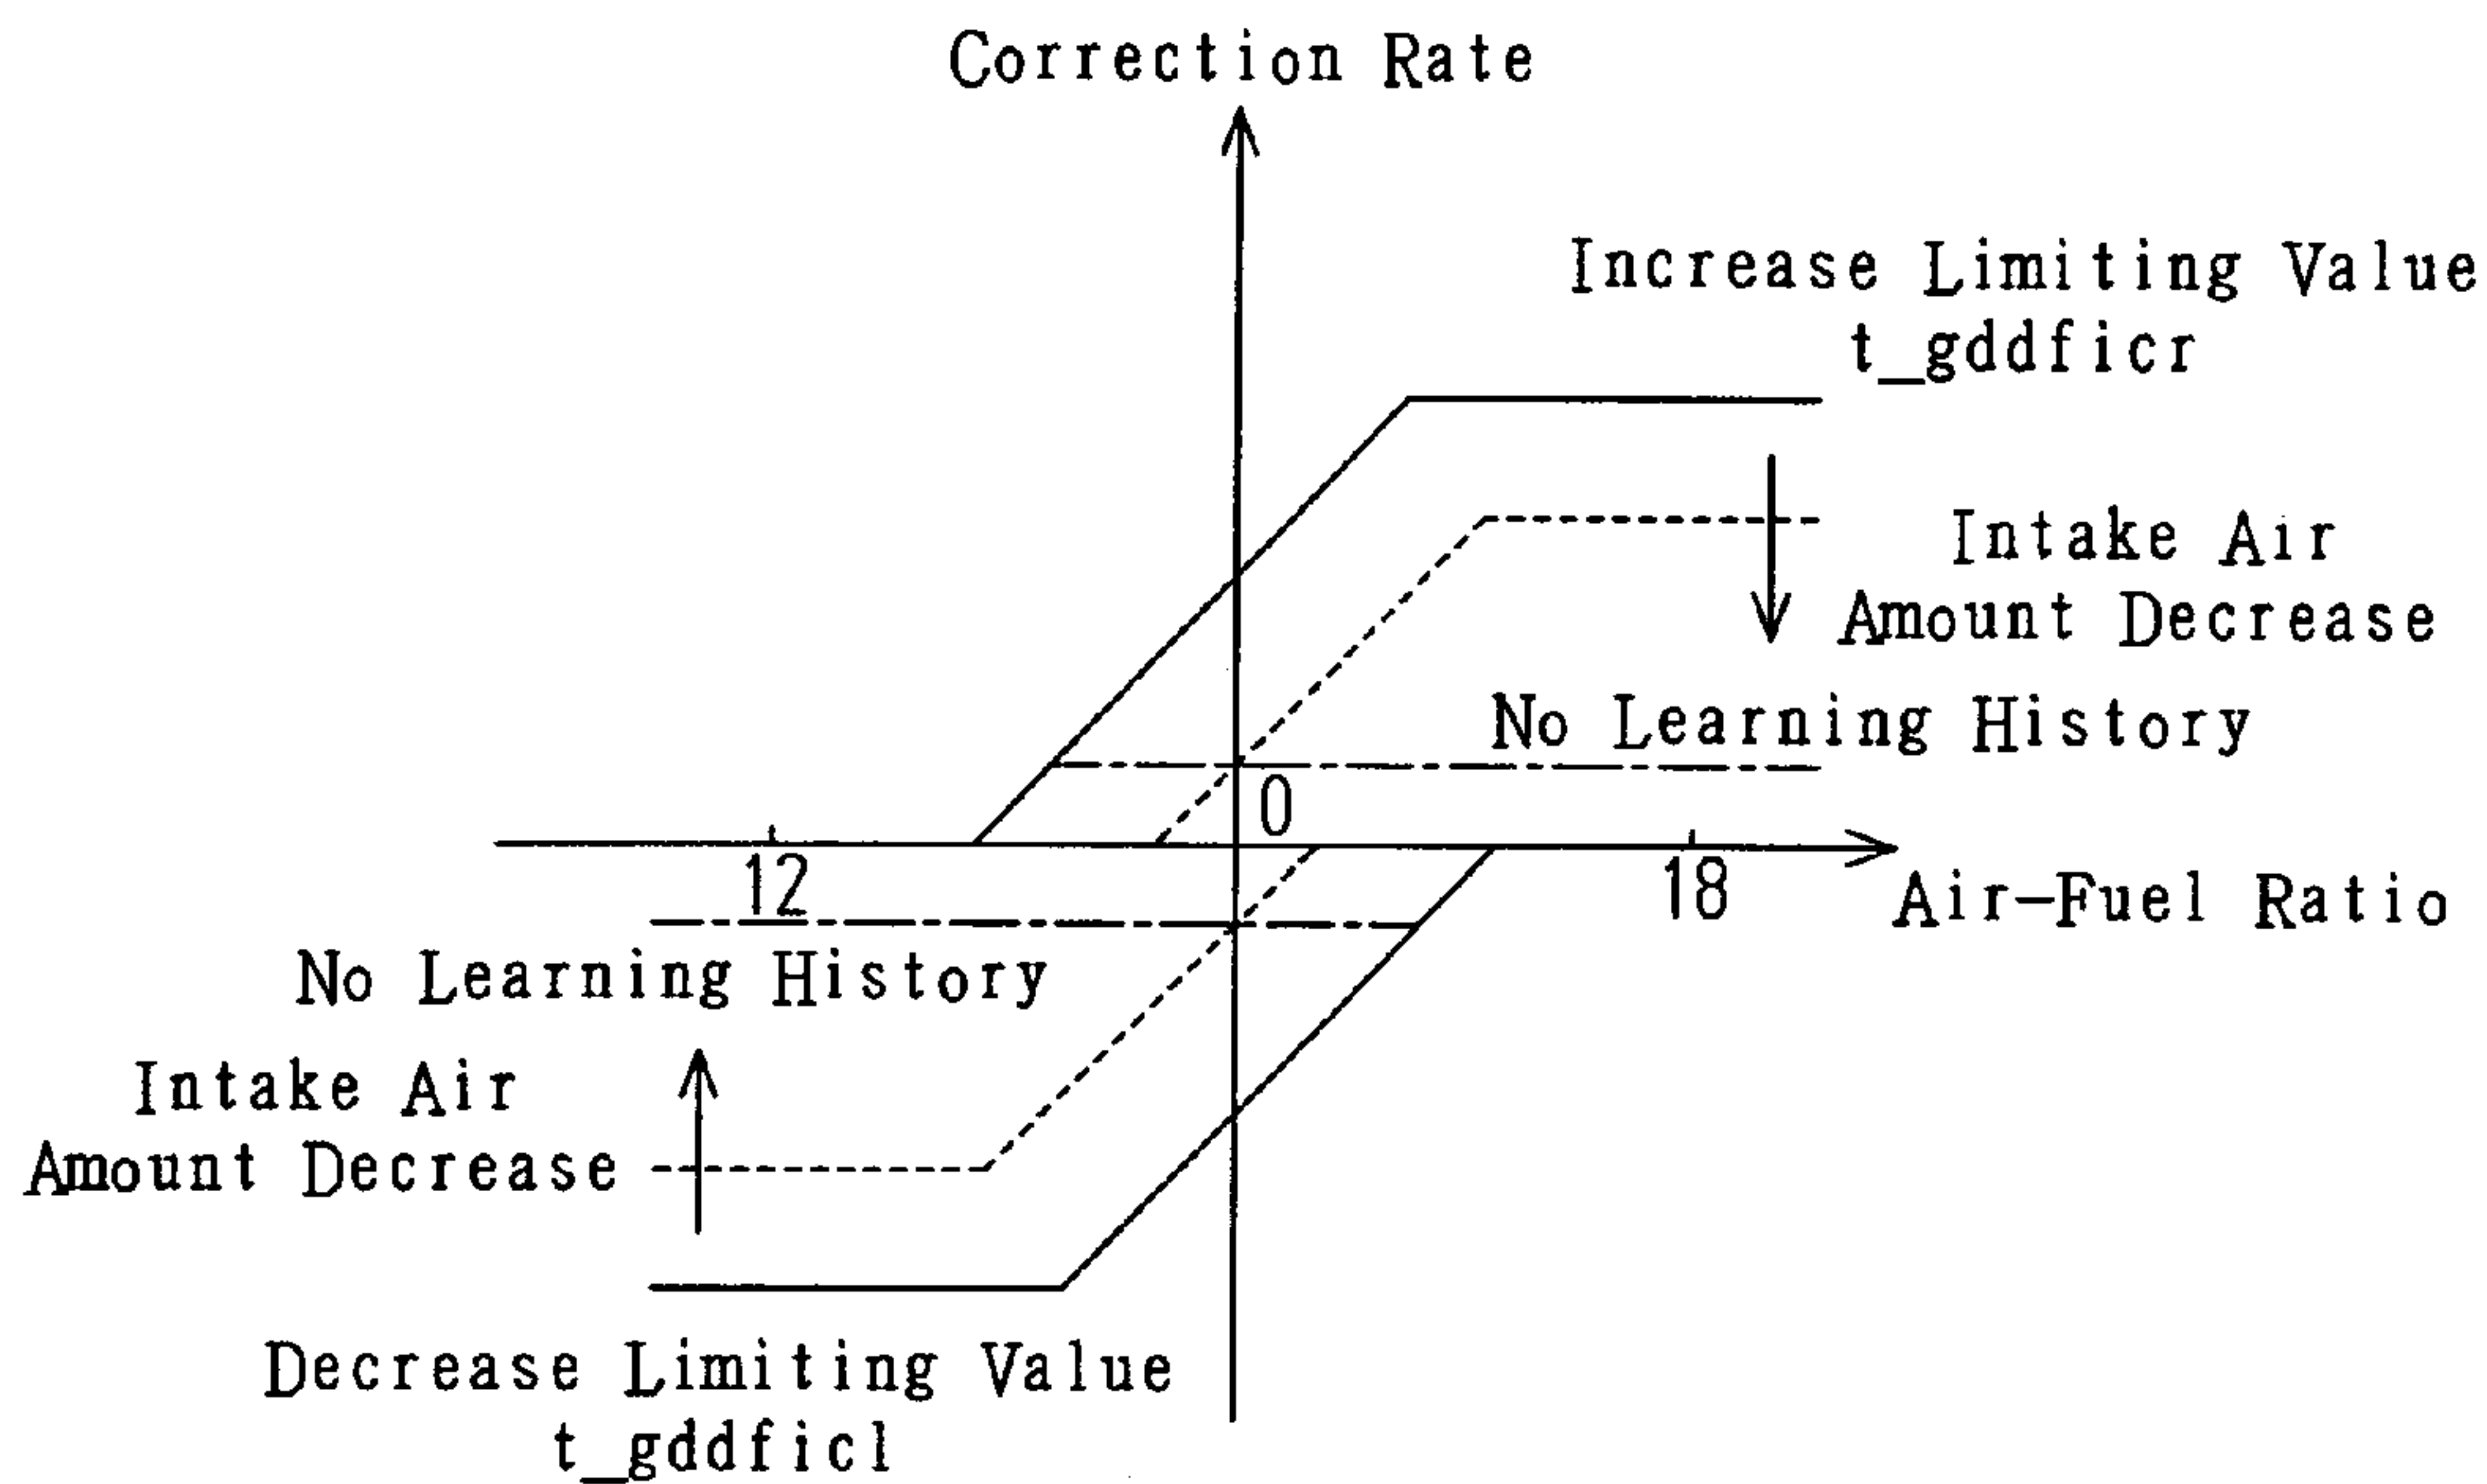 Correction Rate
Increase Limiting Value
t_gddficr
Intake Air
Amount Decrease
No Learning History
0
12
18
Air-Fuel Ratio
No Learning History
Intake Air
Amount Decrease
Decrease Limiting Value
t_gddficl